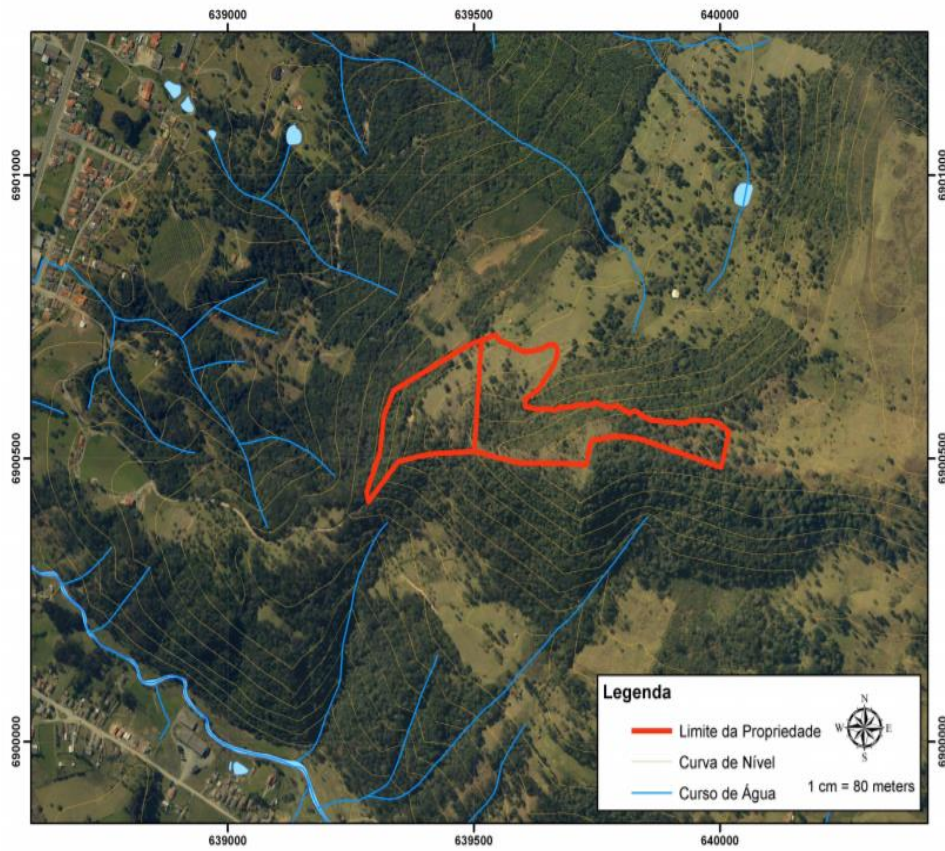 639000 639500 640000
6901000 6901000
6900500 6900500
Legenda
N
Limite da Propriedade W E
S
Curva de Nível
6900000 6900000
Curso de Água 1 cm = 80 meters
639000 639500 640000